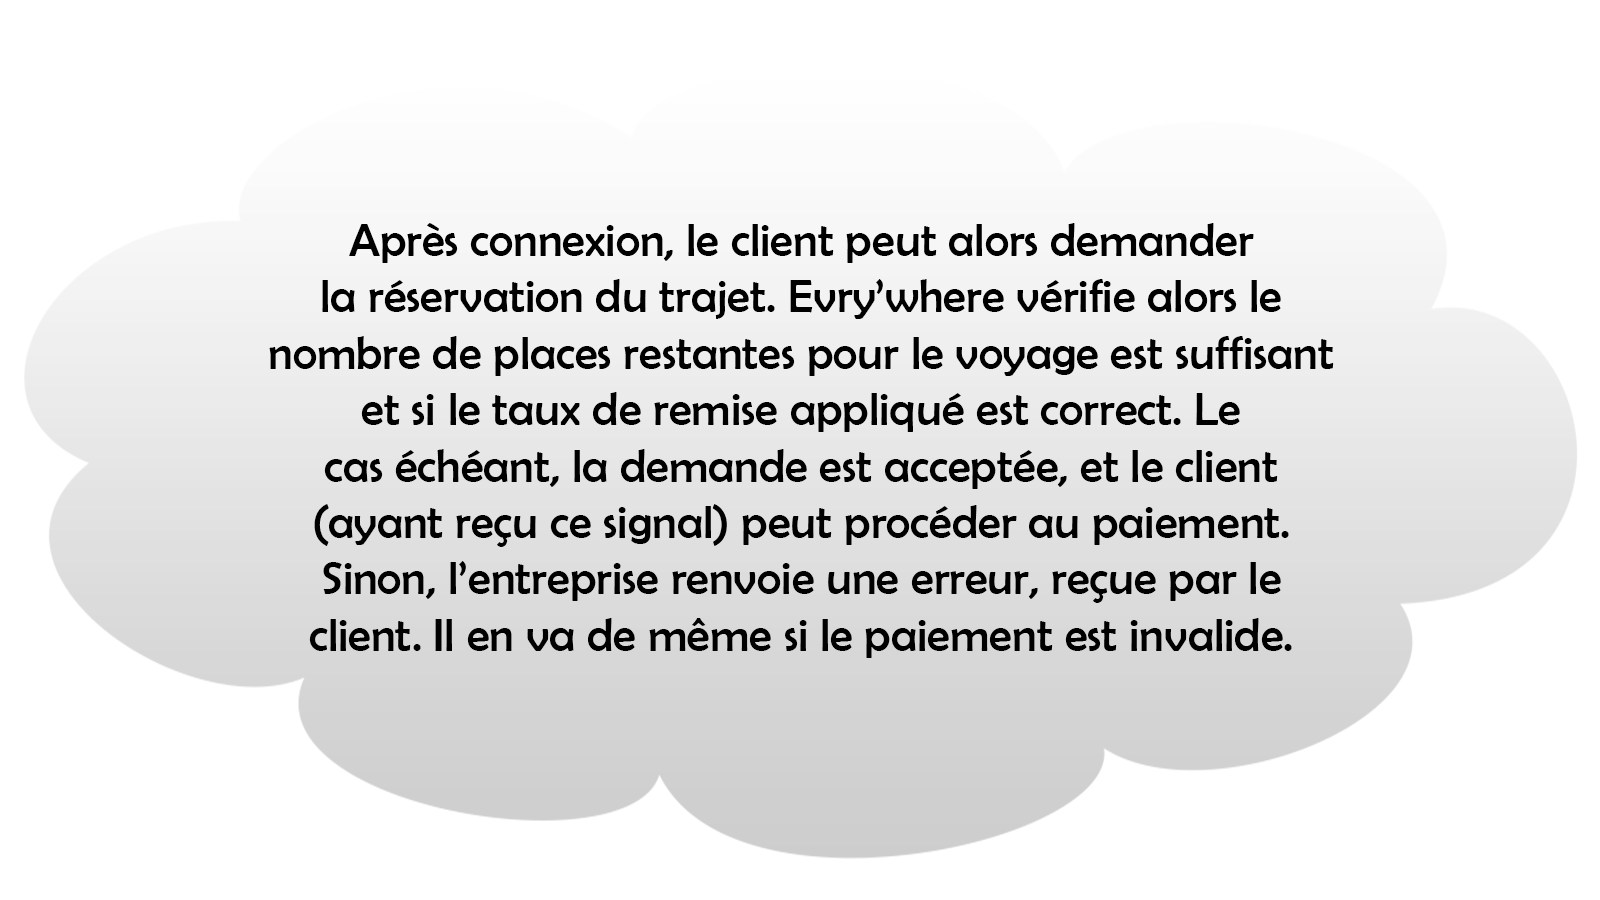 Après connexion, le client peut alors demander
la réservation du trajet. Evry’where vérifie alors le
nombre de places restantes pour le voyage est suffisant
et si le taux de remise appliqué est correct. Le
cas échéant, la demande est acceptée, et le client
(ayant reçu ce signal) peut procéder au paiement.
Sinon, l’entreprise renvoie une erreur, reçue par le
client. Il en va de même si le paiement est invalide.